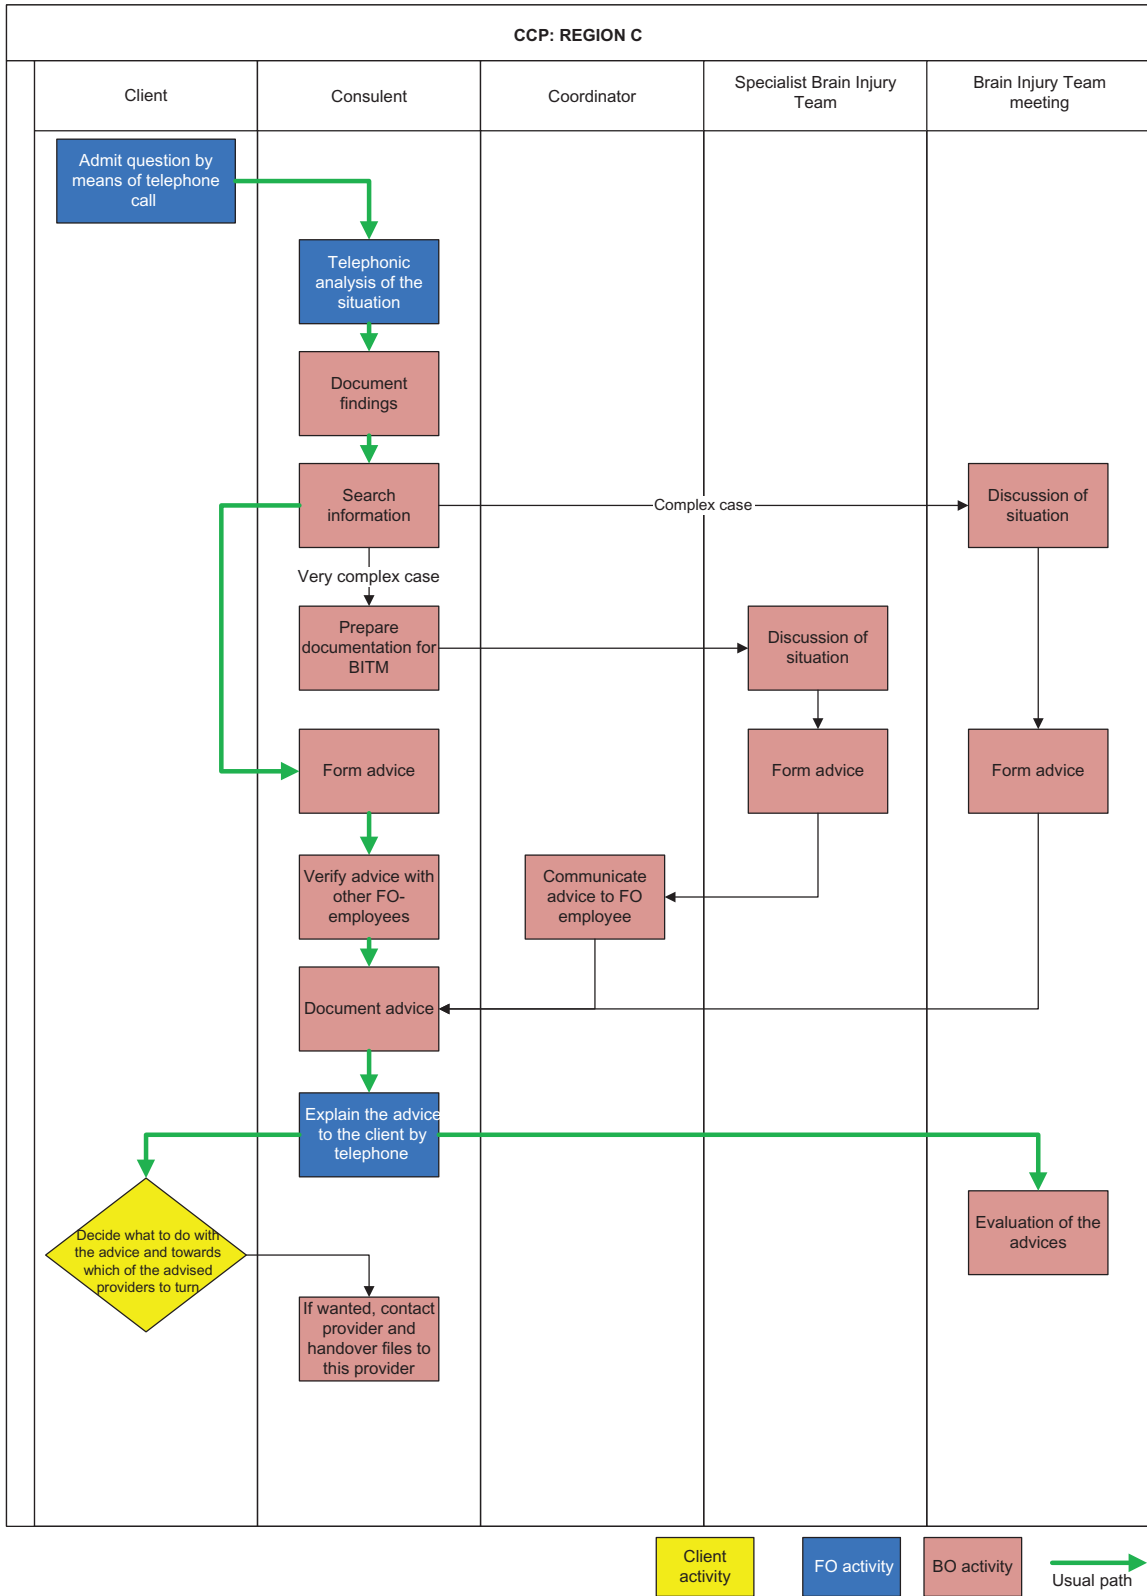 CCP: REGION C
Client
Consulent
Coordinator
Specialist Brain Injury
Team
Brain Injury Team
meeting
Admit question by
means of telephone
call
Telephonic
analysis of the
situation
Document
findings
Search
information
Complex case
Discussion of
situation
Very complex case
Prepare
documentation for
BITM
Discussion of
situation
Form advice
Form advice
Form advice
Verify advice with
other FO-
employees
Communicate
advice to FO
employee
Document advice
Explain the advice
to the client by
telephone
Decide what to do with
the advice and towards
which of the advised
providers to turn
Evaluation of the
advices
If wanted, contact
provider and
handover files to
this provider
Client
activity
FO activity
BO activity
Usual path